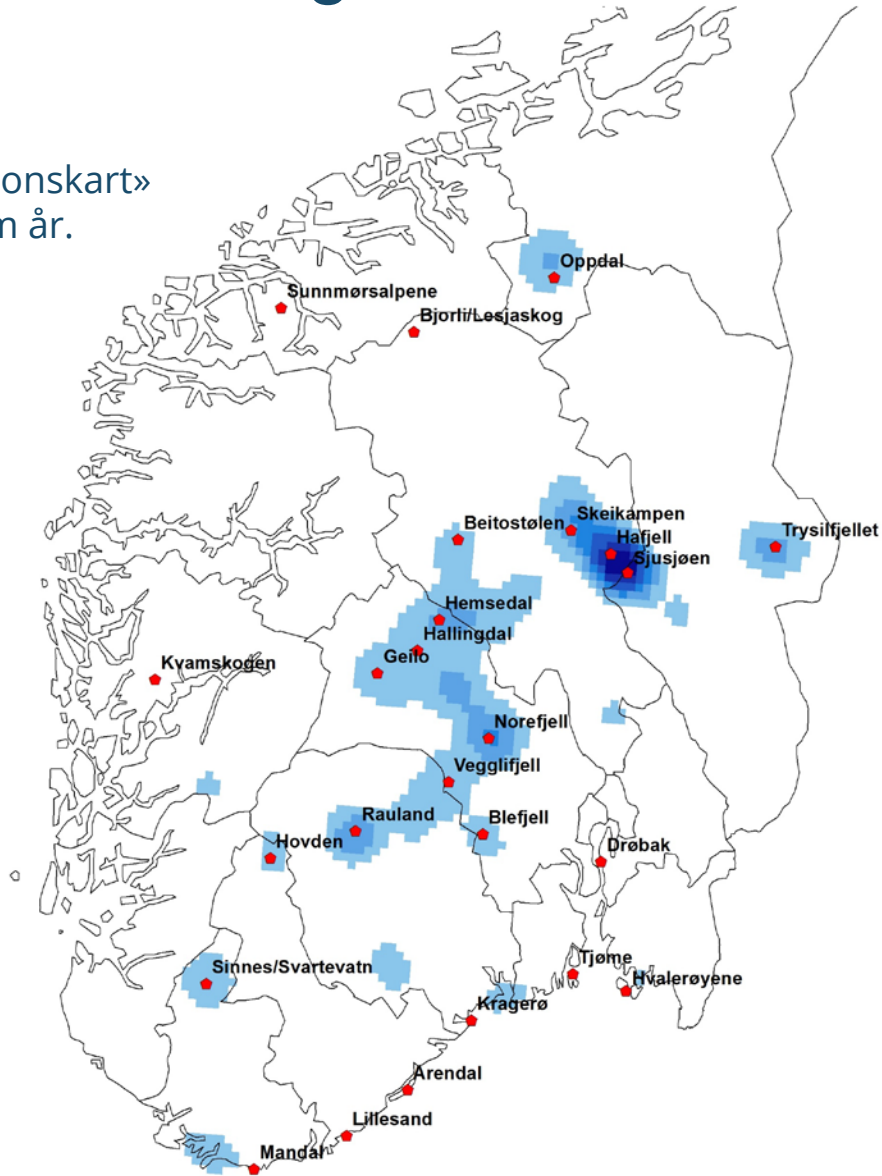 onskart»
år.
Oppdal
Sunnmørsalpene
Bjorli/Lesjaskog
Beitostølen
Skeikampen
Trysilfjellet
Hafjell
Sjusjøen
Hemsedal
Hallingdal
Geilo
Kvamskogen
Norefjell
Vegglifjell
Rauland
Blefjell
Hovden
Drøbak
Sinnes/Svartevatn
Tjøme
Hvalerøyene
Kragerø
Arendal
Lillesand
Mandal